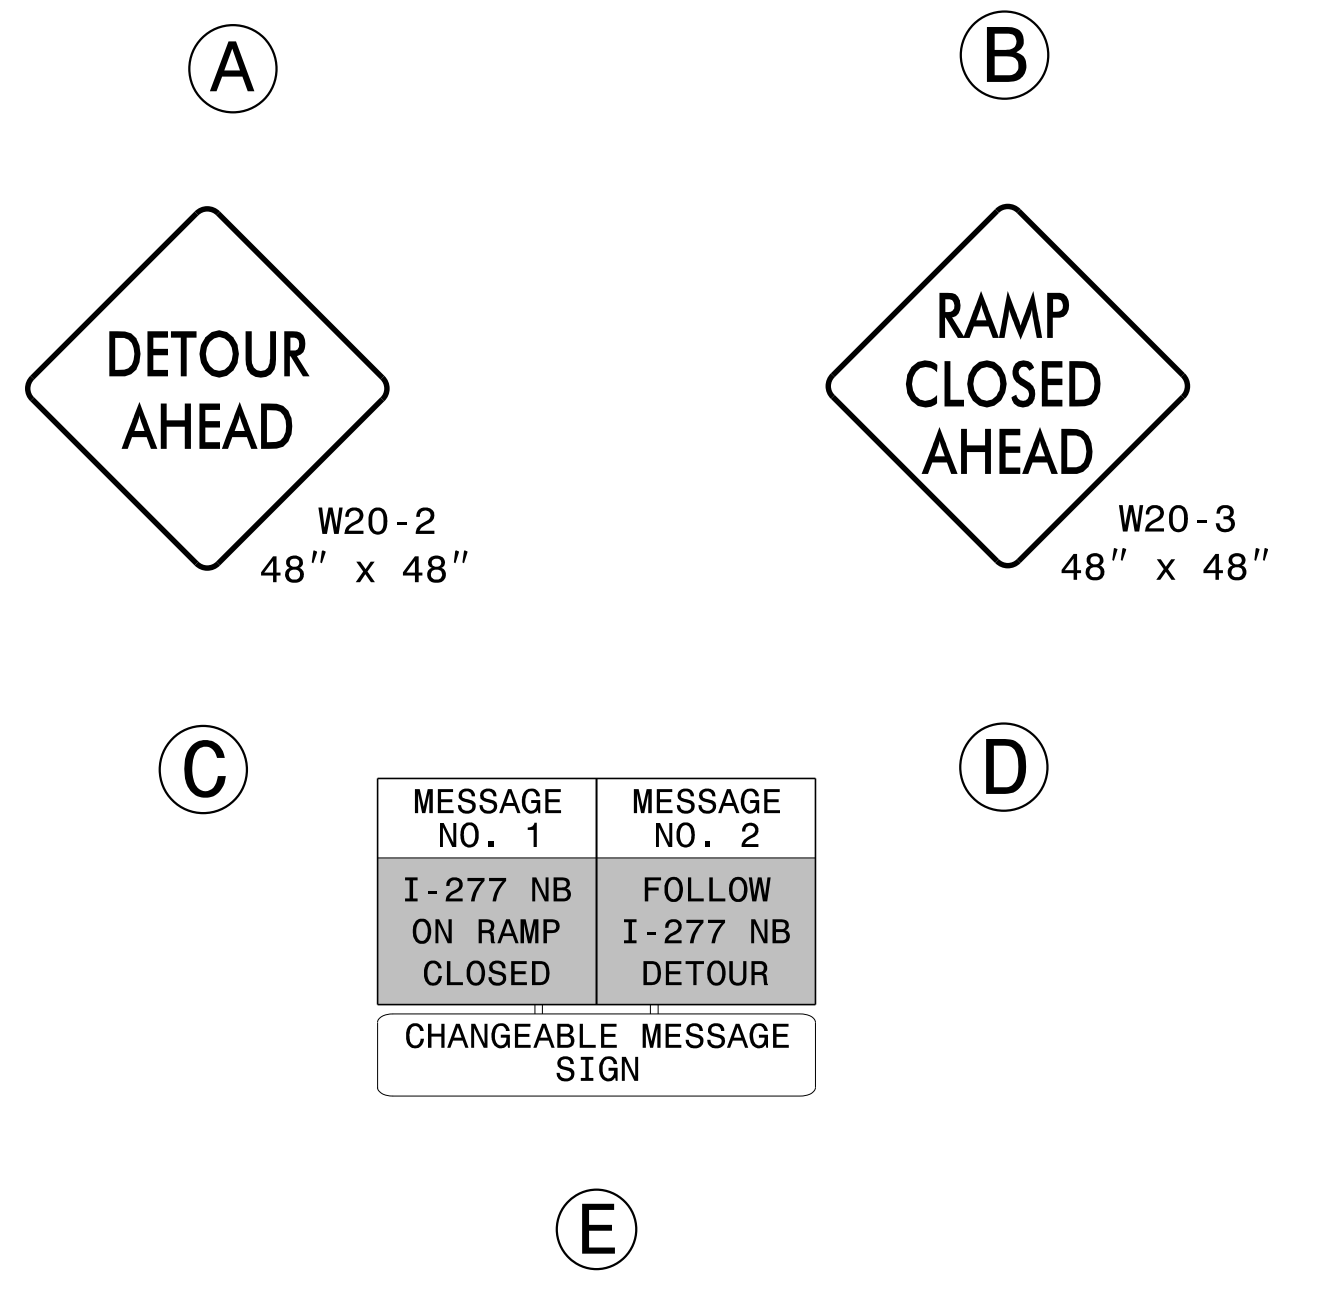 A
B
DETOUR
AHEAD
W20-2
48" x 48"
RAMP
CLOSED
AHEAD
W20-3
48" x 48"
C
D
MESSAGE
NO. 1
MESSAGE
NO. 2
I-277 NB
ON RAMP
CLOSED
FOLLOW
I-277 NB
DETOUR
CHANGEABLE MESSAGE
SIGN
E